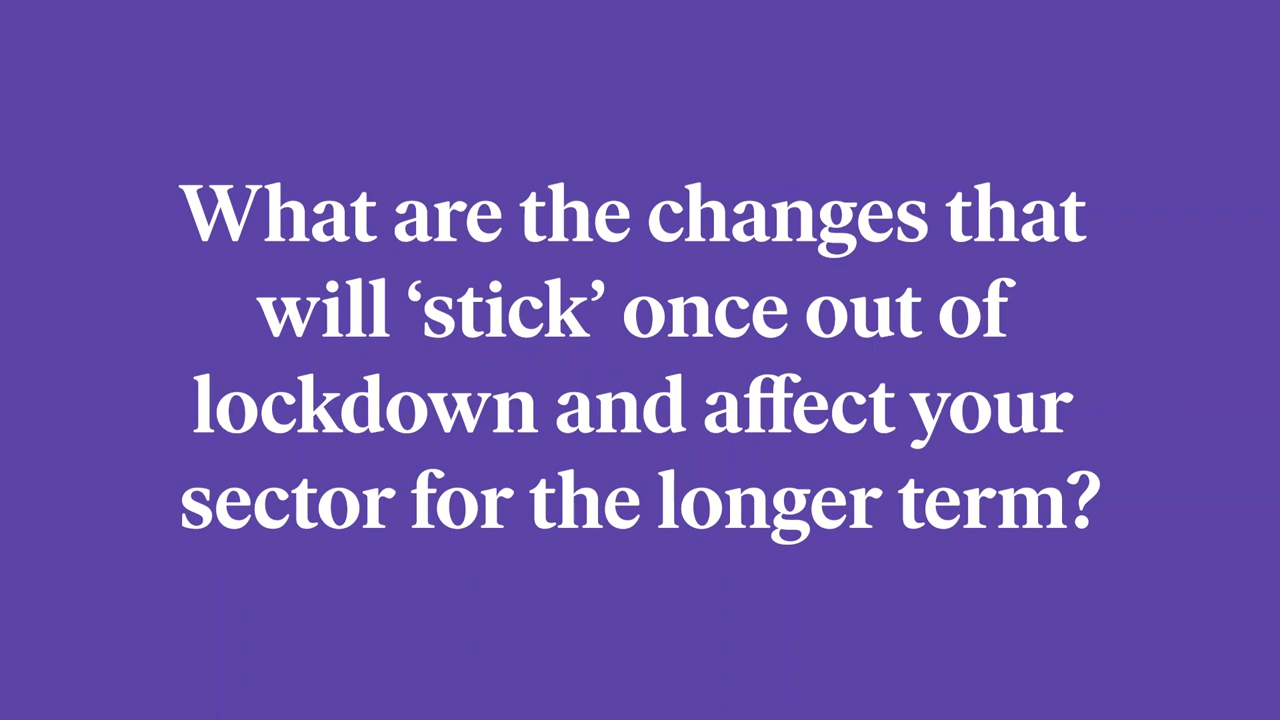 What are the changes that
will ‘stick’ once out of
lockdown and affect your
sector for the longer term?